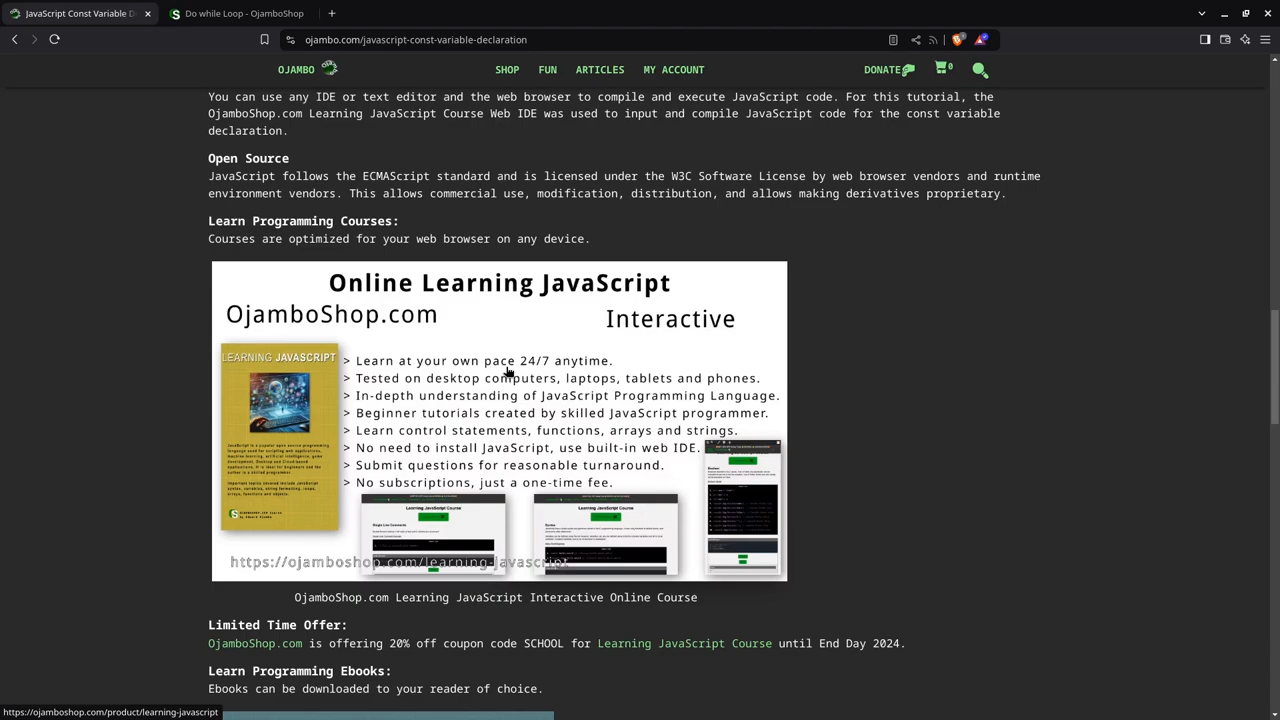 JavaScript Const Variable D
Do while Loop - OjamboShop
ojambo.com/javascript-const-variable-declaration
OJAMBO
SHOP
FUN
ARTICLES
MY ACCOUNT
DONATE
0
You can use any IDE or text editor and the web browser to compile and execute JavaScript code. For this tutorial, the
OjamboShop.com Learning JavaScript Course Web IDE was used to input and compile JavaScript code for the const variable
declaration.
Open Source
JavaScript follows the ECMAScript standard and is licensed under the W3C Software License by web browser vendors and runtime
environment vendors. This allows commercial use, modification, distribution, and allows making derivatives proprietary.
Learn Programming Courses:
Courses are optimized for your web browser on any device.
Online Learning JavaScript
OjamboShop.com
Interactive
LEARNING JAVASCRIPT
> Learn at your own pace 24/7 anytime.
> Tested on desktop computers, laptops, tablets and phones.
> In-depth understanding of JavaScript Programming Language.
> Beginner tutorials created by skilled JavaScript programmer.
> Learn control statements, functions, arrays and strings.
> No need to install JavaScript, use built-in web IDE.
> Submit questions for reasonable turnaround.
> No subscriptions, just a one-time fee.
Learning JavaScript Course
Learning JavaScript Course
https://ojamboshop.com/learning-javascript
OjamboShop.com Learning JavaScript Interactive Online Course
Limited Time Offer:
OjamboShop.com is offering 20% off coupon code SCHOOL for Learning JavaScript Course until End Day 2024.
Learn Programming Ebooks:
Ebooks can be downloaded to your reader of choice.
https://ojamboshop.com/product/learning-javascript